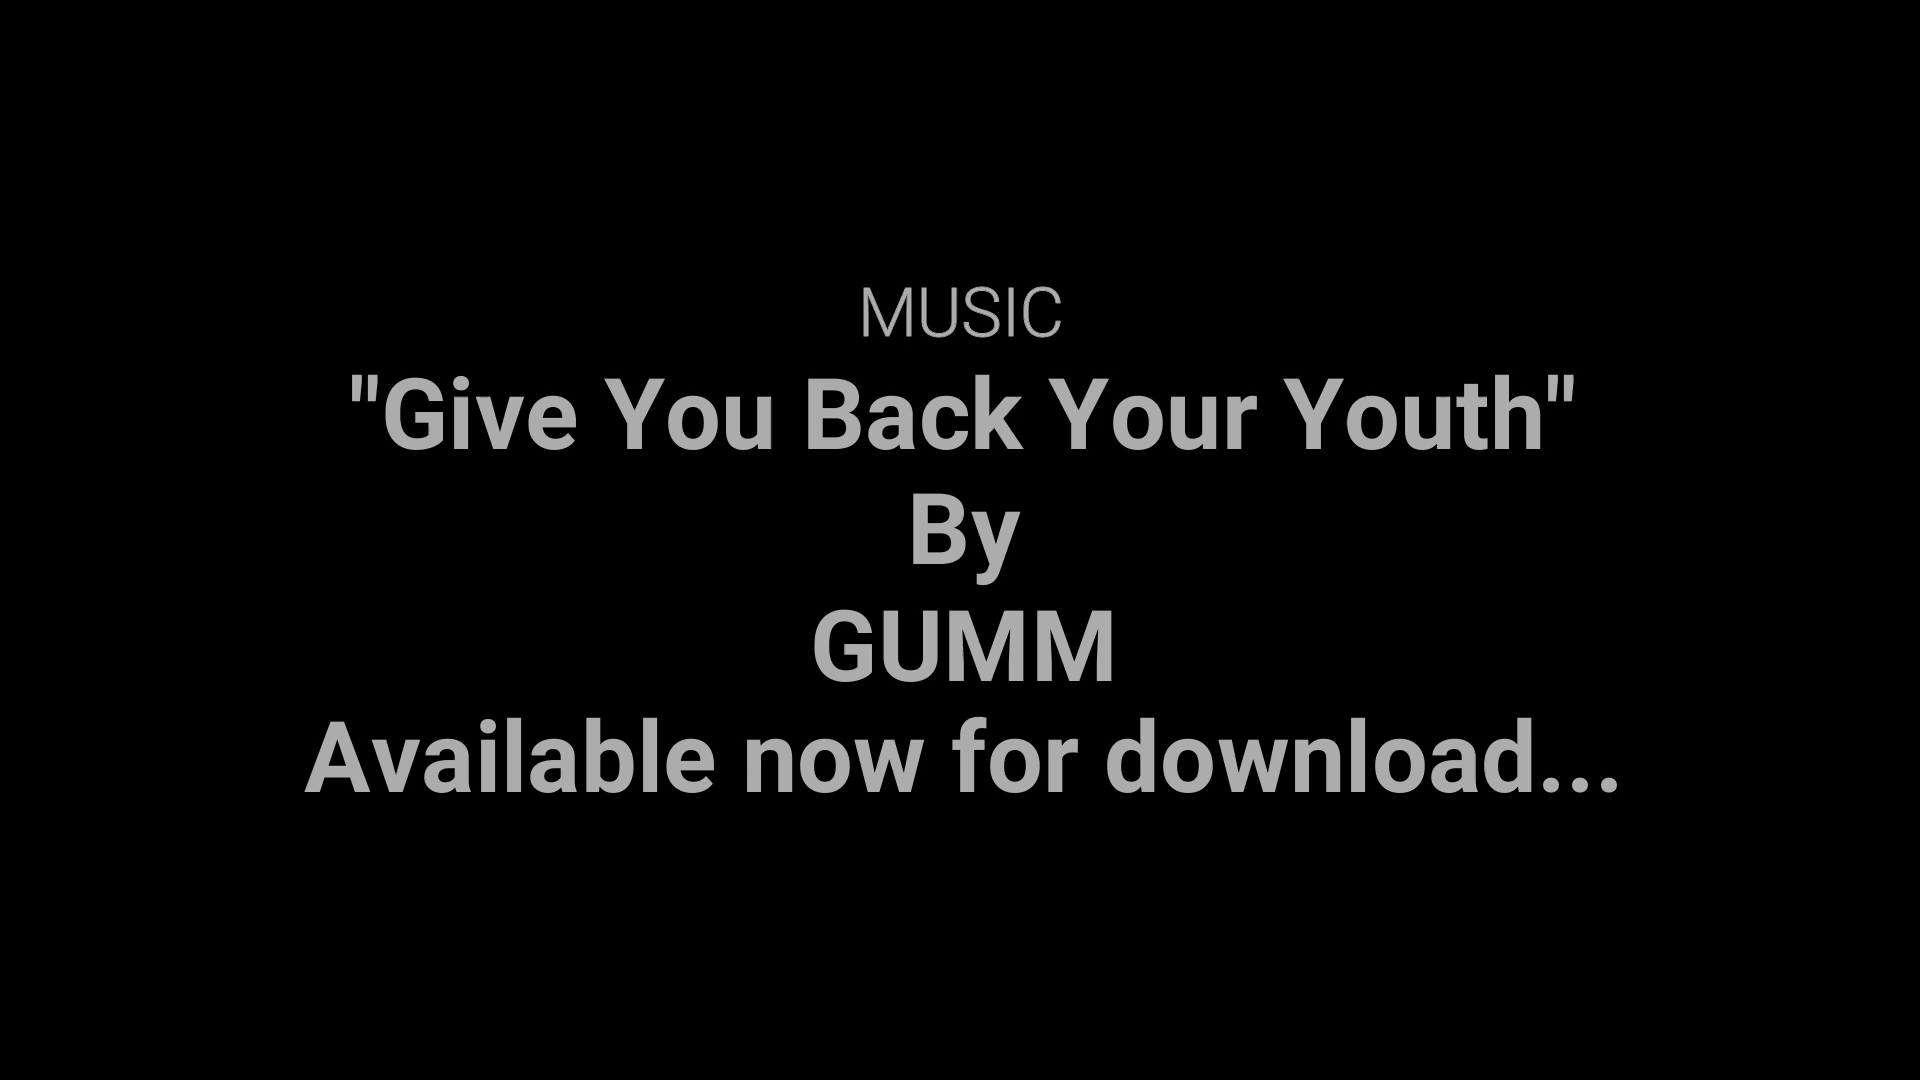 MUSIC
"Give You Back Your Youth"
By
GUMM
Available now for download...